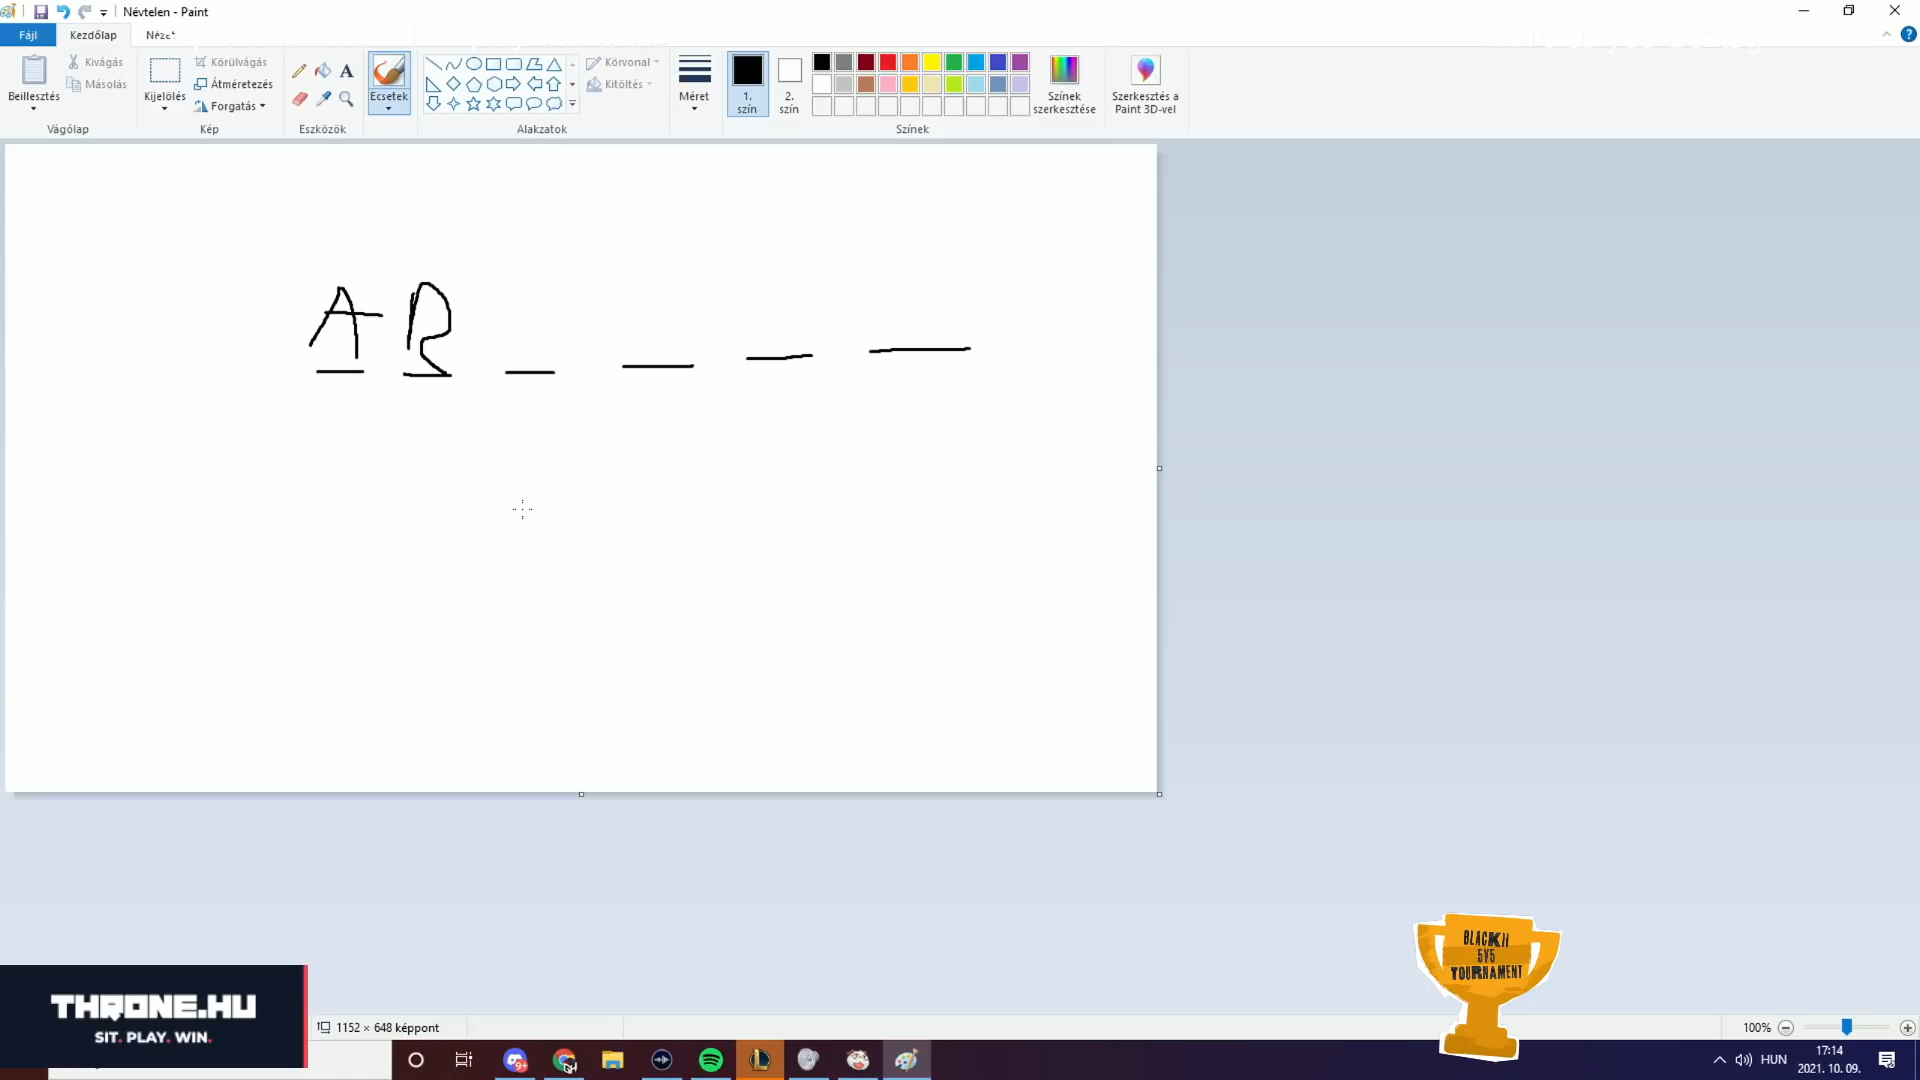 Névtelen - Paint
Fájl Kezdőlap Nézet
Beillesztés Kivágás Másolás Vágólap
Kijelölés Körülvágás Átméretezés Forgatás Kép
A Eszközök
Ecsetek
Alakzatok Körvonal Kitöltés
Méret
1. szín
2. szín
Színek
Színek szerkesztése
Szerkesztés a Paint 3D-vel
A R _ _ _ _
BLACKII
5V5
TOURNAMENT
THRONE.HU
SIT. PLAY. WIN.
1152 × 648 képpont
100%
9+
GH
HUN
17:14
2021. 10. 09.